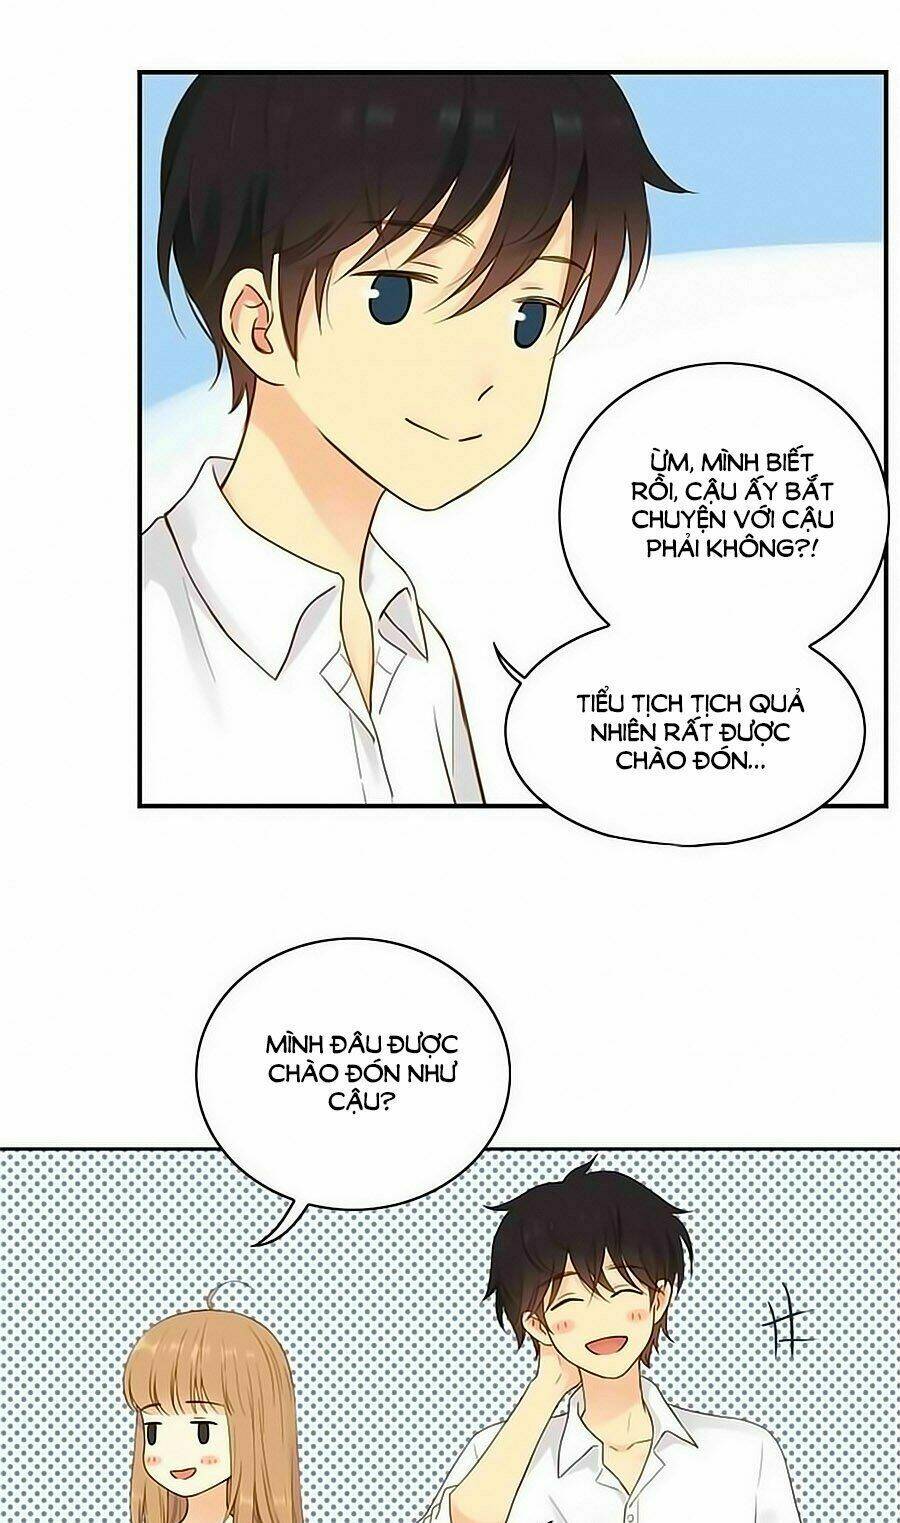 ỪM, MÌNH BIẾT
RỒI, CẬU ẤY BẮT
CHUYỆN VỚI CẬU
PHẢI KHÔNG?!
TIỂU TỊCH TỊCH QUẢ
NHIÊN RẤT ĐƯỢC
CHÀO ĐÓN...
MÌNH ĐÂU ĐƯỢC
CHÀO ĐÓN NHƯ
CẬU?